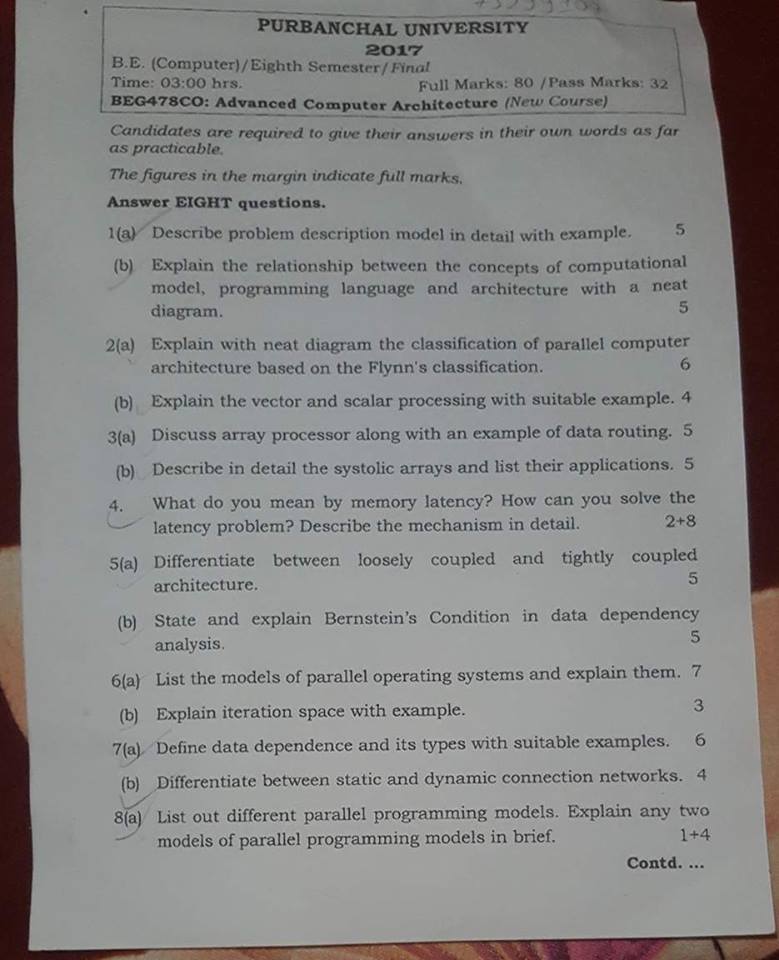 PURBANCHAL UNIVERSITY
2017
B.E. (Computer)/Eighth Semester/Final
Time: 03:00 hrs. Full Marks: 80 /Pass Marks: 32
BEG478CO: Advanced Computer Architecture (New Course)
Candidates are required to give their answers in their own words as far
as practicable.
The figures in the margin indicate full marks.
Answer EIGHT questions.
1(a) Describe problem description model in detail with example. 5
(b) Explain the relationship between the concepts of computational
model, programming language and architecture with a neat
diagram. 5
2(a) Explain with neat diagram the classification of parallel computer
architecture based on the Flynn's classification. 6
(b) Explain the vector and scalar processing with suitable example. 4
3(a) Discuss array processor along with an example of data routing. 5
(b) Describe in detail the systolic arrays and list their applications. 5
4. What do you mean by memory latency? How can you solve the
latency problem? Describe the mechanism in detail. 2+8
5(a) Differentiate between loosely coupled and tightly coupled
architecture. 5
(b) State and explain Bernstein's Condition in data dependency
analysis. 5
6(a) List the models of parallel operating systems and explain them. 7
(b) Explain iteration space with example. 3
7(a) Define data dependence and its types with suitable examples. 6
(b) Differentiate between static and dynamic connection networks. 4
8(a) List out different parallel programming models. Explain any two
models of parallel programming models in brief. 1+4
Contd. ...